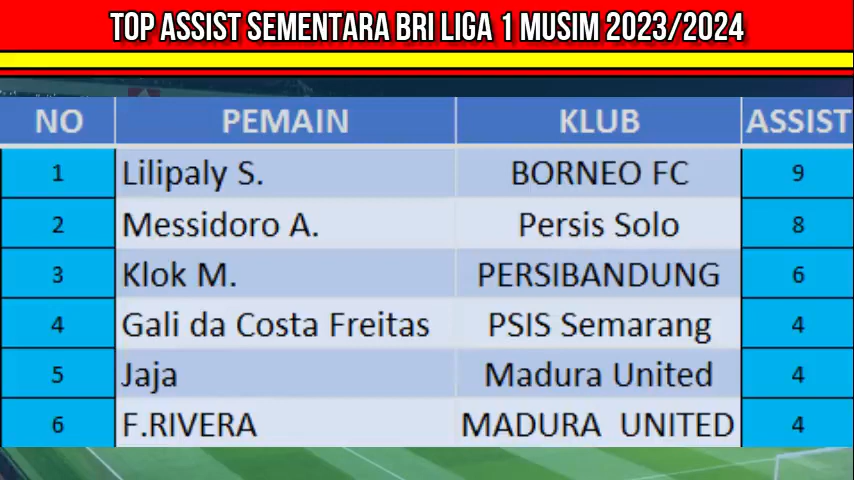 TOP ASSIST SEMENTARA BRI LIGA 1 MUSIM 2023/2024
NO PEMAIN KLUB ASSIST
1 Lilipaly S. BORNEO FC 9
2 Messidoro A. Persis Solo 8
3 Klok M. PERSIBANDUNG 6
4 Gali da Costa Freitas PSIS Semarang 4
5 Jaja Madura United 4
6 F.RIVERA MADURA UNITED 4